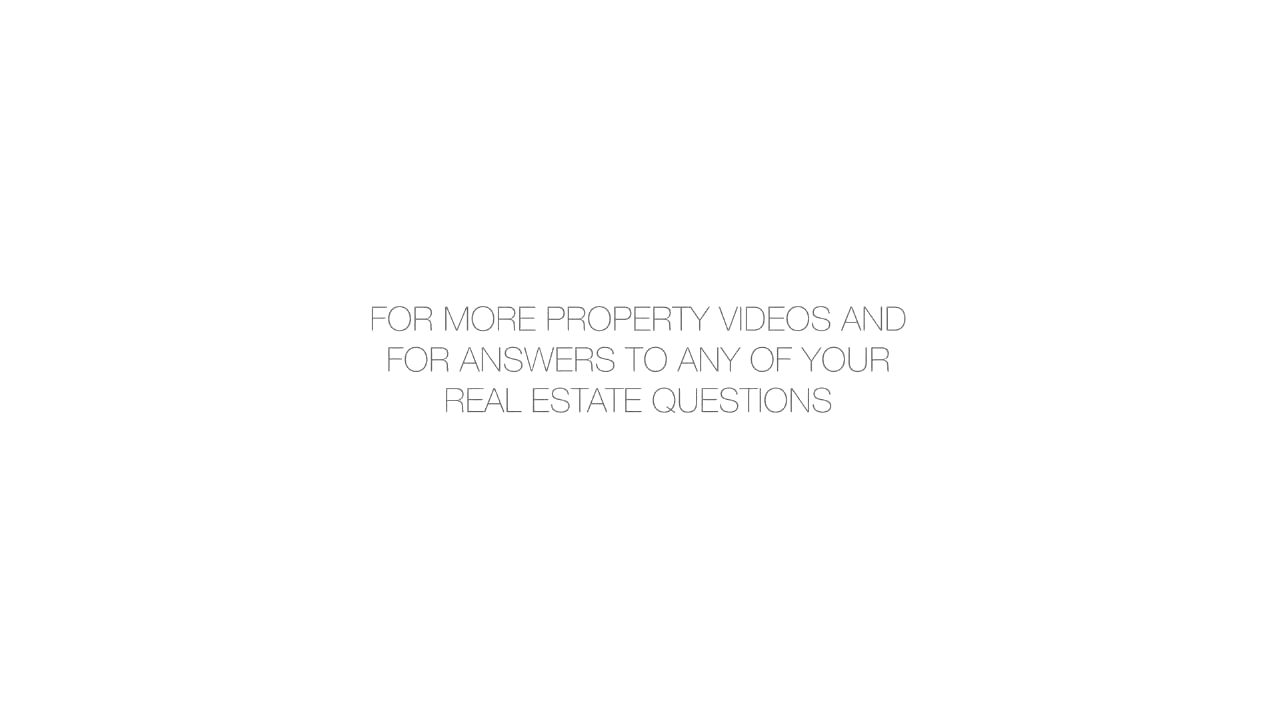 FOR MORE PROPERTY VIDEOS AND
FOR ANSWERS TO ANY OF YOUR
REAL ESTATE QUESTIONS